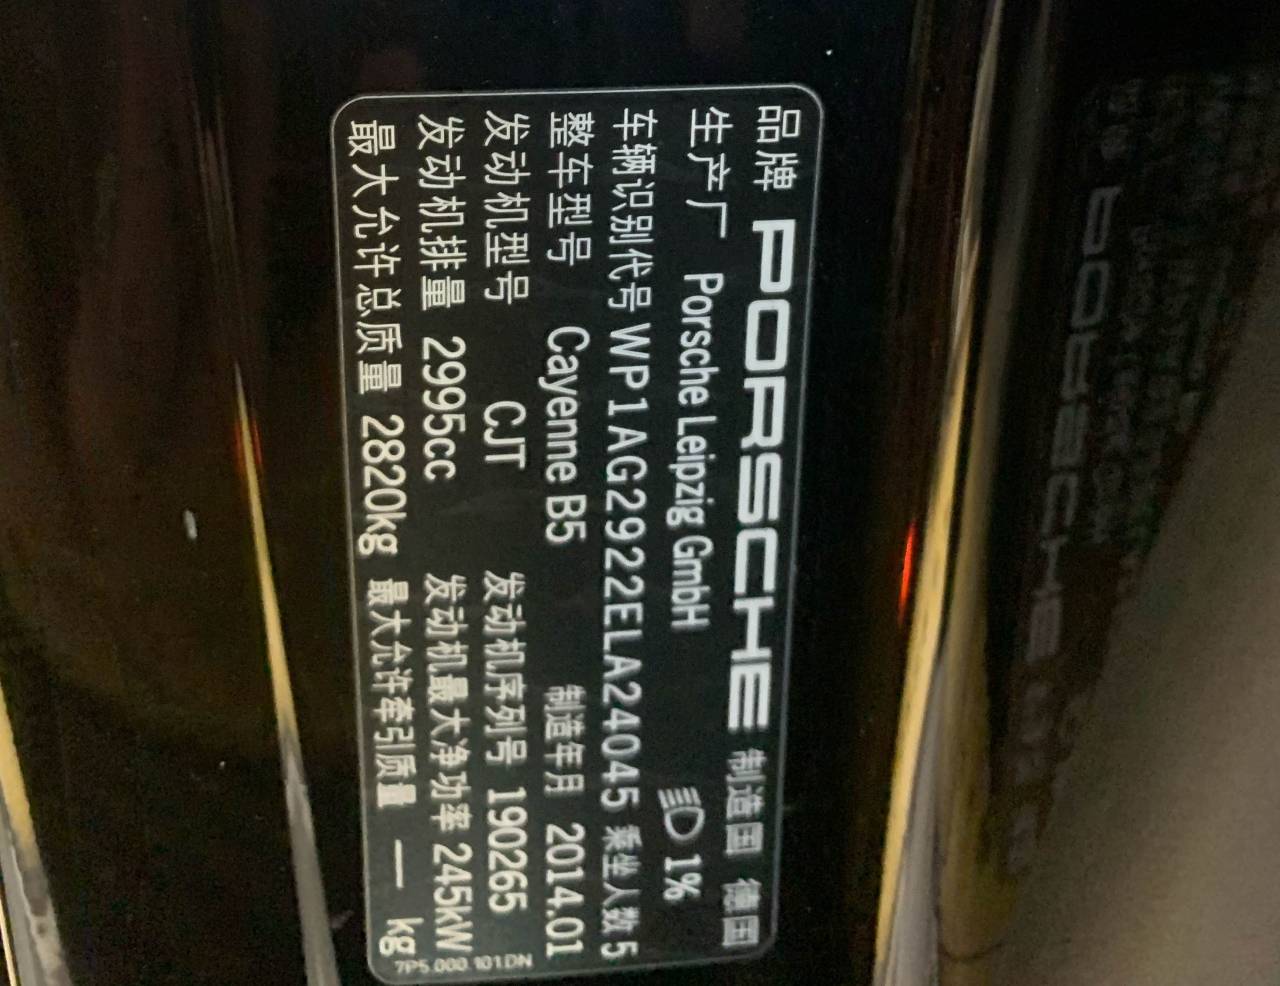 品牌 PORSCHE 制造国 德国
生产厂 Porsche Leipzig GmbH 1%
车辆识别代号 WP1AG2922ELA24045 乘坐人数 5
整车型号 Cayenne B5 制造年月 2014.01
发动机型号 CJT 发动机序列号 190265
发动机排量 2995cc 发动机最大净功率 245kW
最大允许总质量 2820kg 最大允许牵引质量 — kg
7P5.000.101.DN
PORSCHE